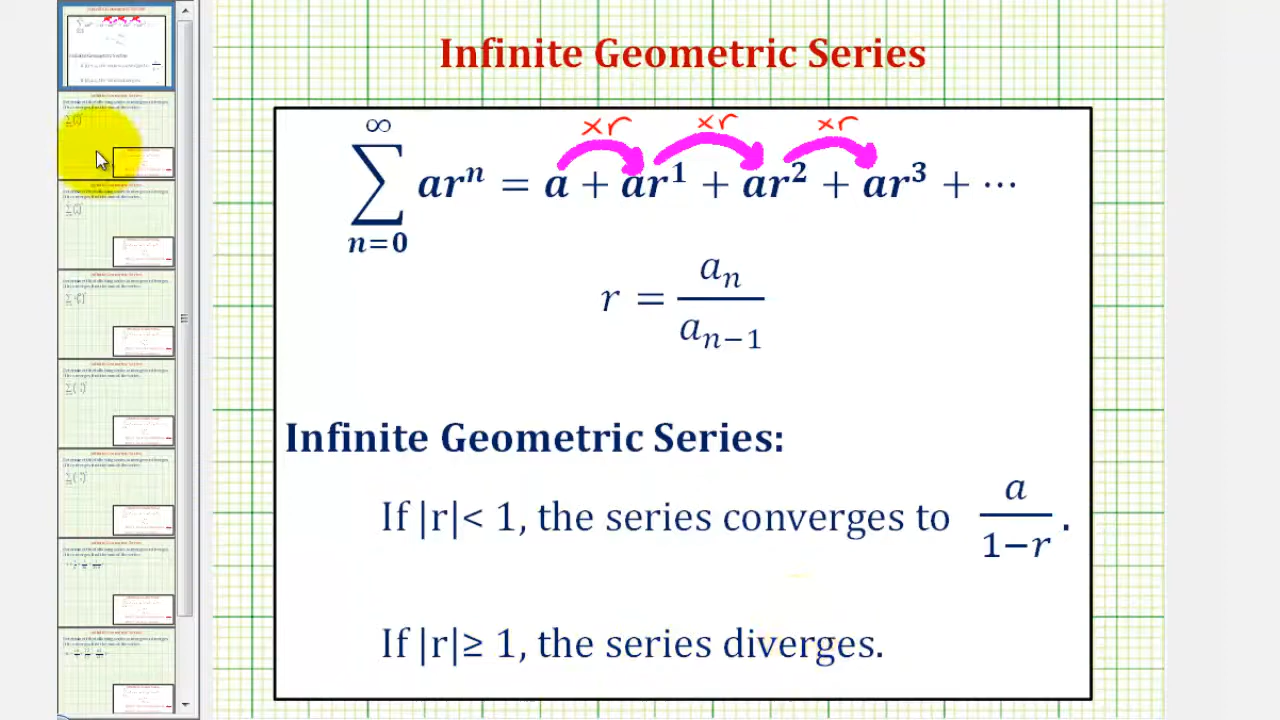 Infinite Geometric Series
×r ×r ×r
∞
∑ arⁿ = a + ar¹ + ar² + ar³ + ⋯
n=0
r = aₙ / aₙ₋₁
Infinite Geometric Series:
If |r|< 1, the series converges to a / 1−r .
If |r|≥ 1, the series diverges.